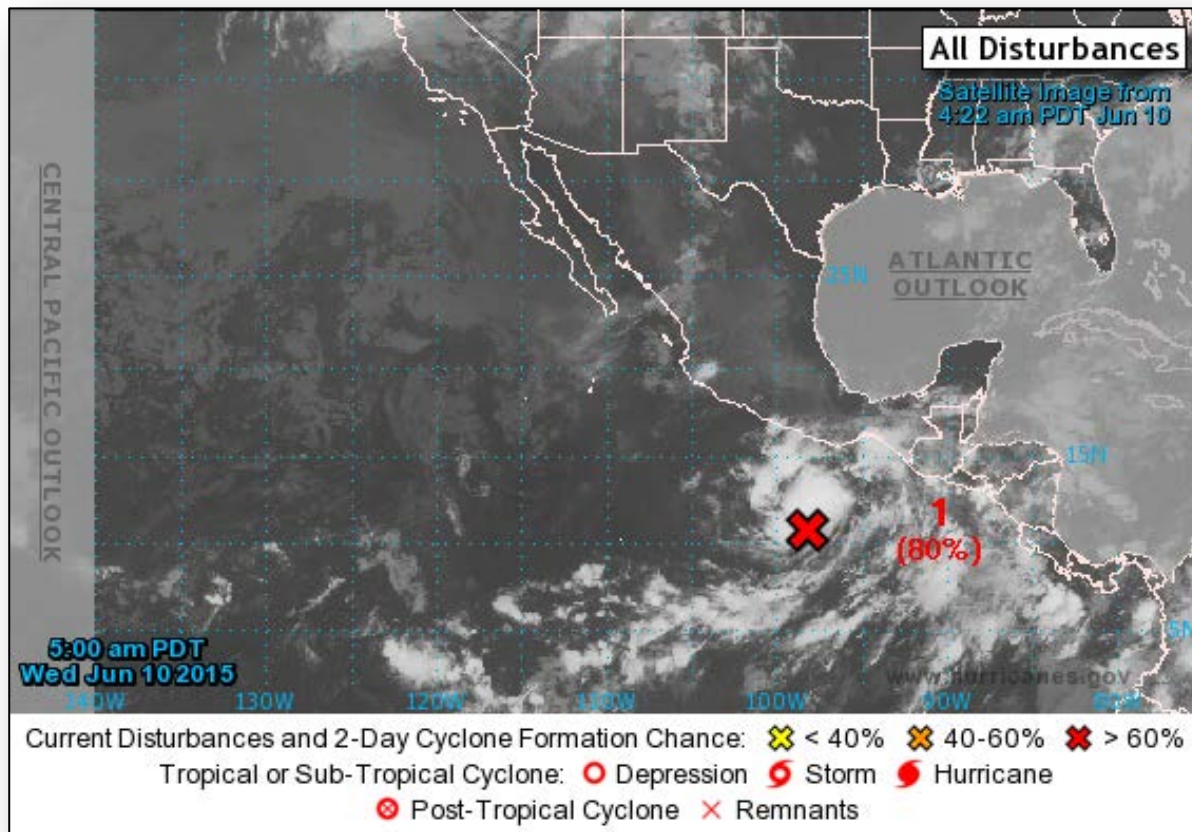 All Disturbances
Satellite Image from
4:22 am PDT Jun 10
CENTRAL PACIFIC OUTLOOK
ATLANTIC
OUTLOOK
25N
15N
1
(80%)
5N
5:00 am PDT
Wed Jun 10 2015
www.hurricanes.gov
140W 130W 120W 110W 100W 90W 80W
Current Disturbances and 2-Day Cyclone Formation Chance: < 40% 40-60% > 60%
Tropical or Sub-Tropical Cyclone: Depression Storm Hurricane
Post-Tropical Cyclone Remnants